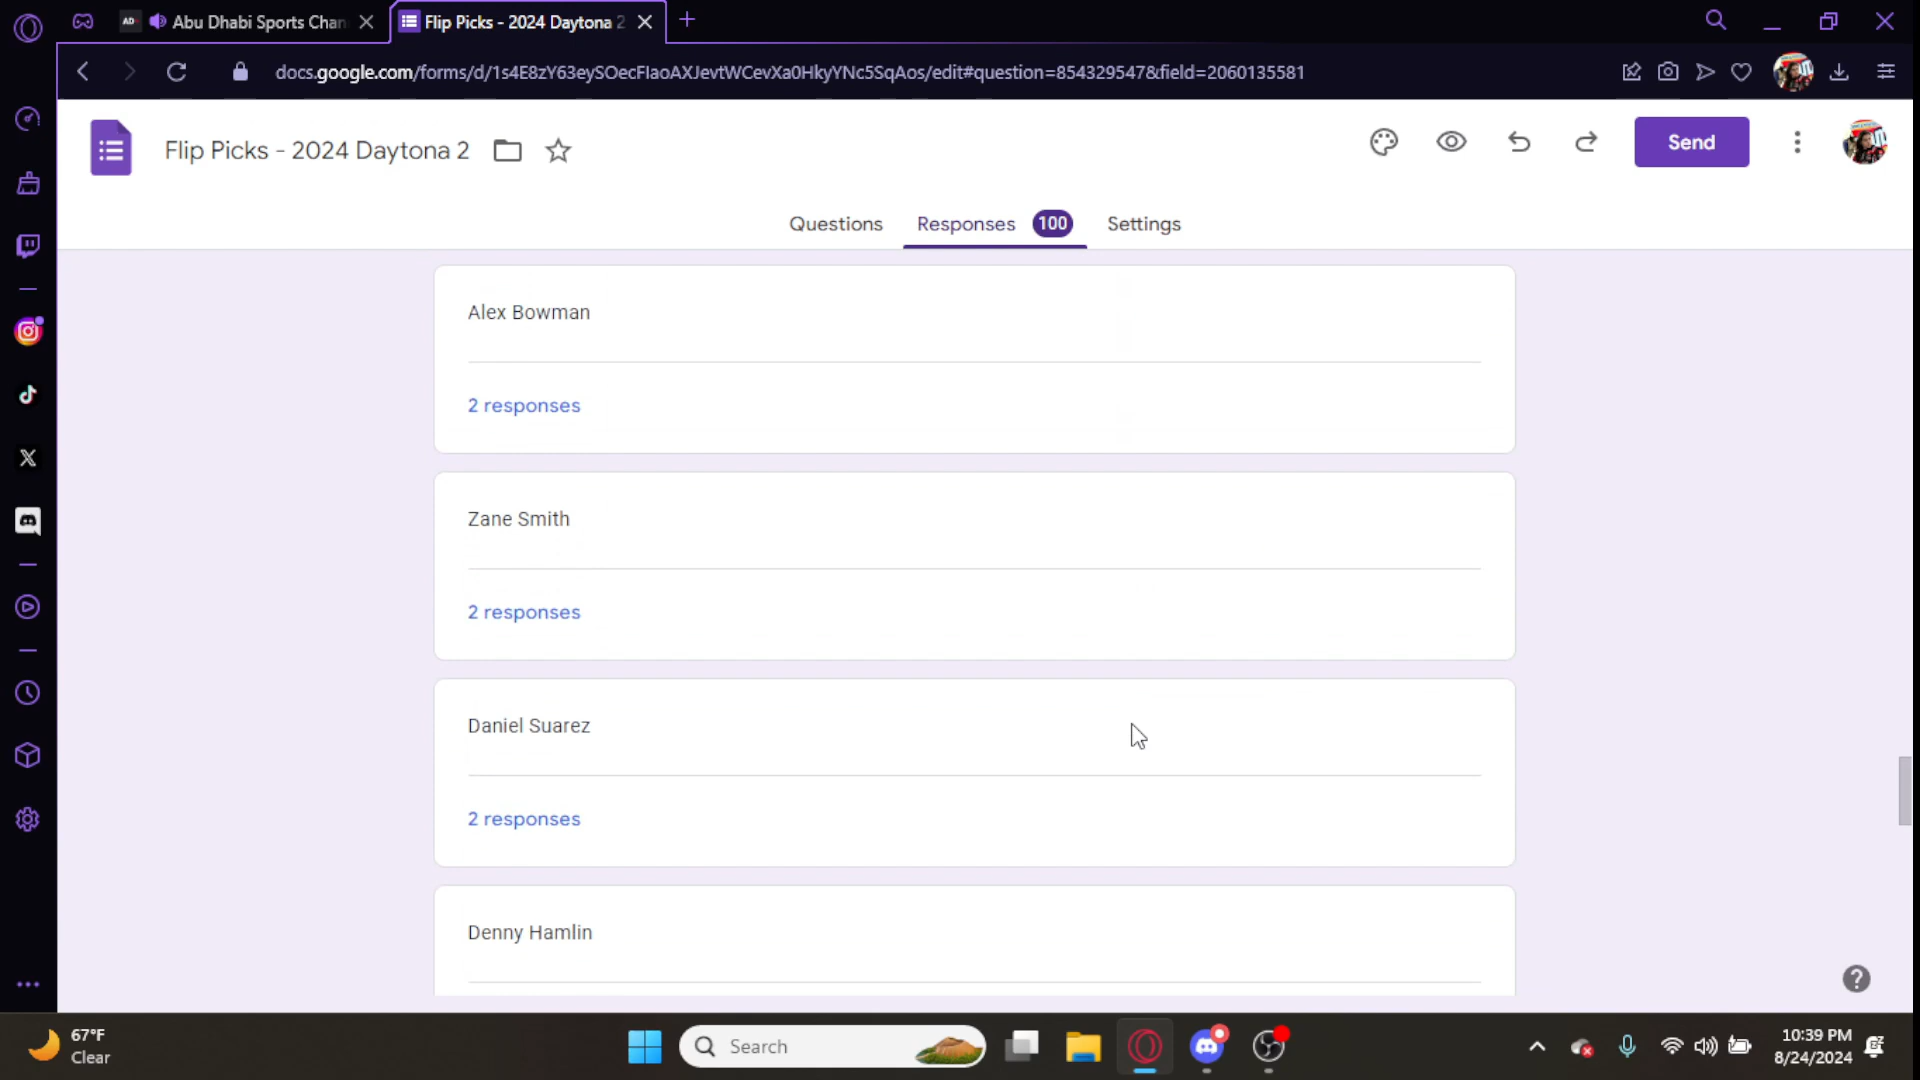 AD Abu Dhabi Sports Chan
Flip Picks - 2024 Daytona 2
docs.google.com/forms/d/1s4E8zY63eySOecFIaoAXJevtWCevXa0HkyYNc5SqAos/edit#question=854329547&field=2060135581
Flip Picks - 2024 Daytona 2
Send
Questions
Responses 100
Settings
Alex Bowman
2 responses
Zane Smith
2 responses
Daniel Suarez
2 responses
Denny Hamlin
67°F
Clear
Search
10:39 PM
8/24/2024